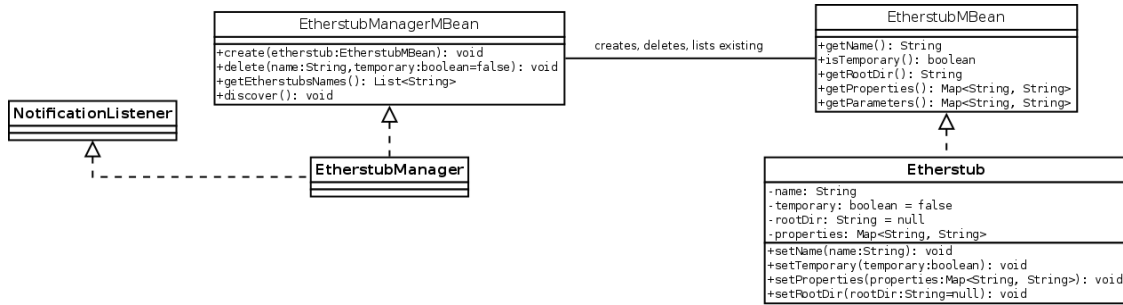 EtherstubManagerMBean
+create(etherstub:EtherstubMBean): void
+delete(name:String,temporary:boolean=false): void
+getEtherstubsNames(): List<String>
+discover(): void
creates, deletes, lists existing
EtherstubMBean
+getName(): String
+isTemporary(): boolean
+getRootDir(): String
+getProperties(): Map<String, String>
+getParameters(): Map<String, String>
NotificationListener
EtherstubManager
Etherstub
-name: String
-temporary: boolean = false
-rootDir: String = null
-properties: Map<String, String>
+setName(name:String): void
+setTemporary(temporary:boolean): void
+setProperties(properties:Map<String, String>): void
+setRootDir(rootDir:String=null): void